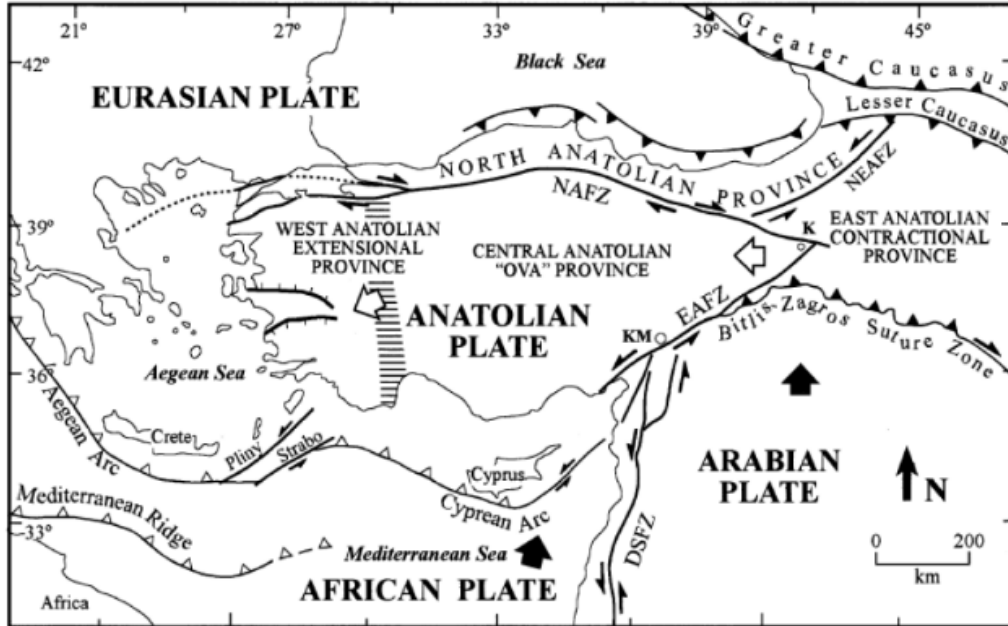 21° 27° 33° 39° 45°
42°
39°
36°
33°
Greater Caucasus
Lesser Caucasus
Black Sea
EURASIAN PLATE
NORTH ANATOLIAN PROVINCE
NAFZ
NEAFZ
K
WEST ANATOLIAN
EXTENSIONAL
PROVINCE
CENTRAL ANATOLIAN
"OVA" PROVINCE
EAST ANATOLIAN
CONTRACTIONAL
PROVINCE
ANATOLIAN
PLATE
EAFZ
KM
Bitlis-Zagros Suture Zone
Aegean Sea
Aegean Arc
Crete
Pliny
Strabo
Cyprus
Cyprean Arc
ARABIAN
PLATE
N
DSFZ
Mediterranean Ridge
Mediterranean Sea
AFRICAN PLATE
Africa
0 200
km